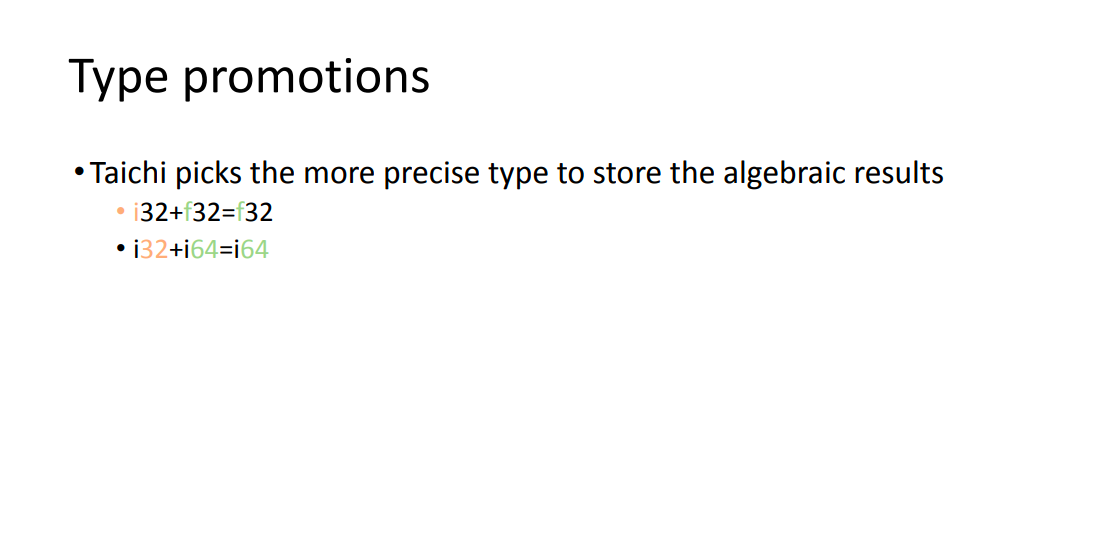 Type promotions
•Taichi picks the more precise type to store the algebraic results
• i32+f32=f32
• i32+i64=i64